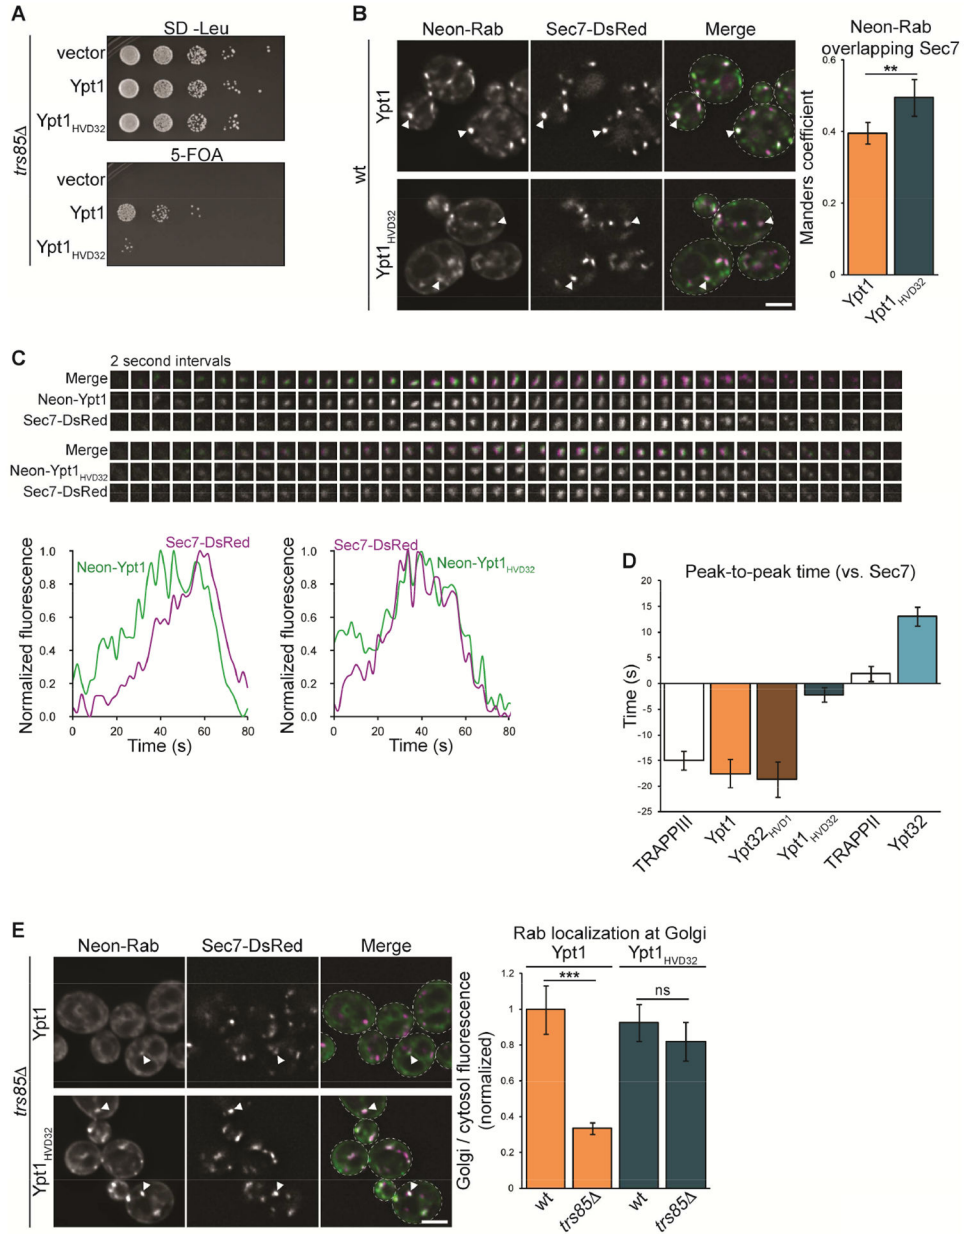 A
SD -Leu
vector
Ypt1
Ypt1HVD32
trs85Δ
5-FOA
vector
Ypt1
Ypt1HVD32
B
Neon-Rab Sec7-DsRed Merge
Ypt1
Ypt1HVD32
wt
Neon-Rab
overlapping Sec7
**
0.6
0.4
0.2
0
Manders coefficient
Ypt1 Ypt1HVD32
C
2 second intervals
Merge
Neon-Ypt1
Sec7-DsRed
Merge
Neon-Ypt1HVD32
Sec7-DsRed
Sec7-DsRed
Neon-Ypt1
Normalized fluorescence
1.0
0.8
0.6
0.4
0.2
0.0
0 20 40 60 80
Time (s)
Sec7-DsRed
Neon-Ypt1HVD32
Normalized fluorescence
1.0
0.8
0.6
0.4
0.2
0.0
0 20 40 60 80
Time (s)
D
Peak-to-peak time (vs. Sec7)
20
15
10
5
0
-5
-10
-15
-20
-25
Time (s)
TRAPPIII Ypt1 Ypt32HVD1 Ypt1HVD32 TRAPPII Ypt32
E
Neon-Rab Sec7-DsRed Merge
Ypt1
Ypt1HVD32
trs85Δ
Rab localization at Golgi
Ypt1 Ypt1HVD32
*** ns
1.2
1
0.8
0.6
0.4
0.2
0
Golgi / cytosol fluorescence
(normalized)
wt trs85Δ wt trs85Δ